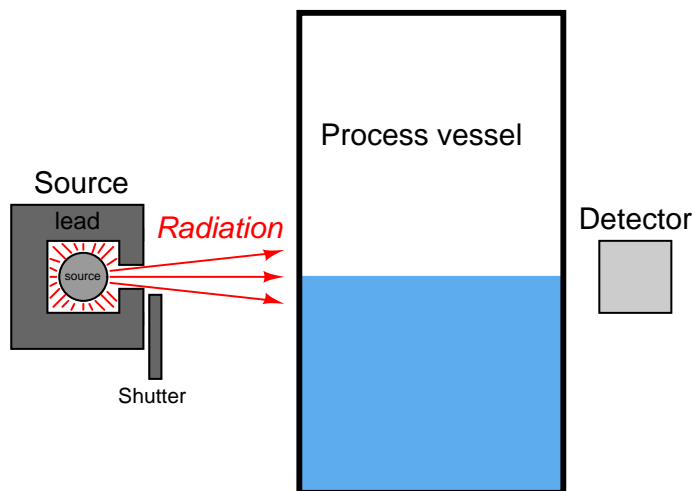 Process vessel
Source
lead
Radiation
Detector
source
Shutter